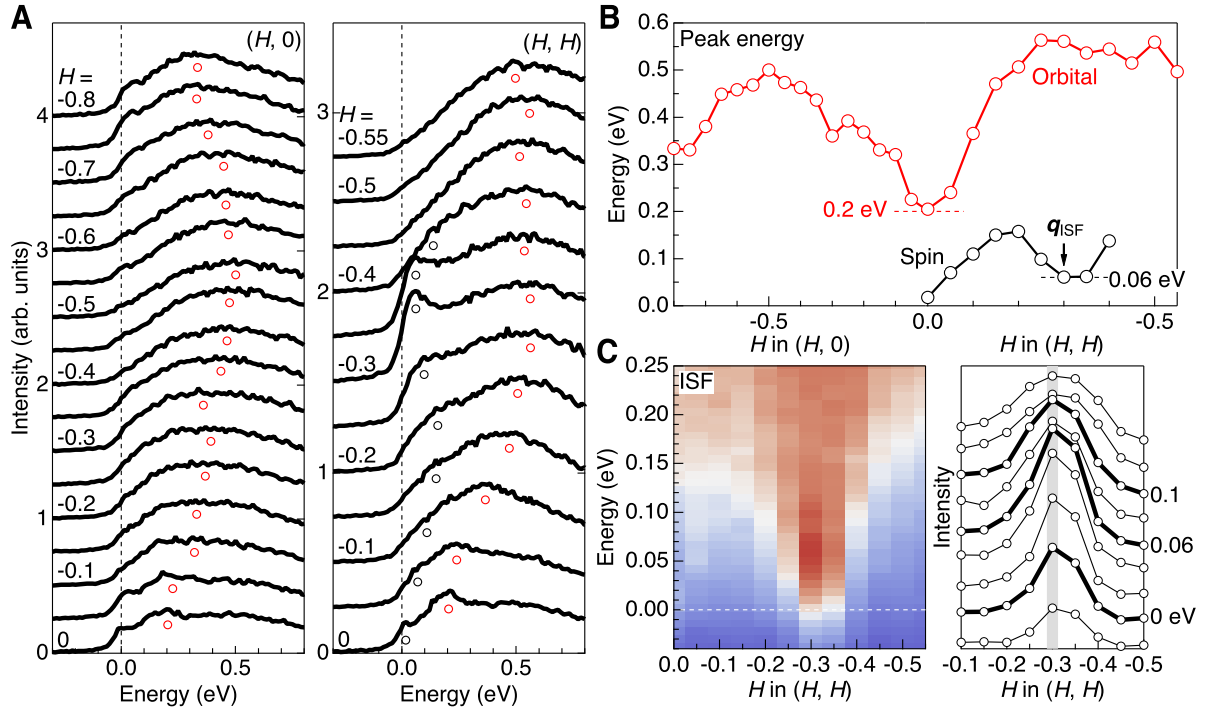 A
(H, 0)
H =
-0.8
-0.7
-0.6
-0.5
-0.4
-0.3
-0.2
-0.1
0
4
3
2
1
0
Intensity (arb. units)
0.0
0.5
Energy (eV)
(H, H)
H =
-0.55
-0.5
-0.4
-0.3
-0.2
-0.1
0
3
2
1
0
0.0
0.5
Energy (eV)
B
Peak energy
Orbital
0.2 eV
Spin
qISF
0.06 eV
0.6
0.5
0.4
0.3
0.2
0.1
0.0
Energy (eV)
-0.5
0.0
-0.5
H in (H, 0)
H in (H, H)
C
ISF
0.25
0.20
0.15
0.10
0.05
0.00
Energy (eV)
0.0 -0.1 -0.2 -0.3 -0.4 -0.5
H in (H, H)
Intensity
0.1
0.06
0 eV
-0.1 -0.2 -0.3 -0.4 -0.5
H in (H, H)